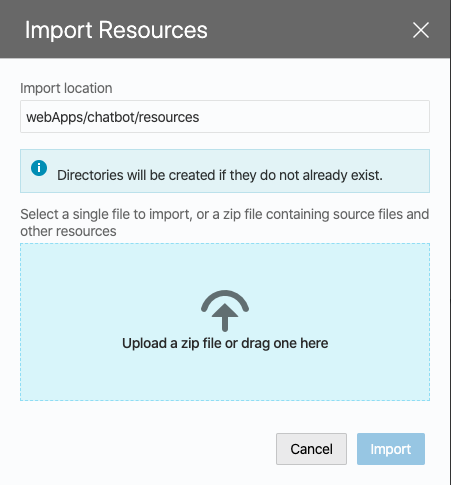 Import Resources
Import location
webApps/chatbot/resources
Directories will be created if they do not already exist.
Select a single file to import, or a zip file containing source files and
other resources
Upload a zip file or drag one here
Cancel
Import